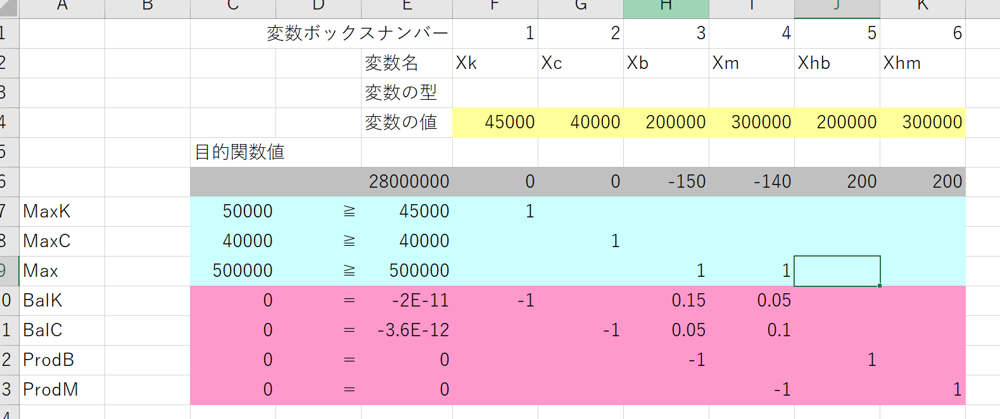 A B C D E F G H I J K
1 変数ボックスナンバー 1 2 3 4 5 6
2 変数名 Xk Xc Xb Xm Xhb Xhm
3 変数の型
4 変数の値 45000 40000 200000 300000 200000 300000
5 目的関数値
6 28000000 0 0 -150 -140 200 200
7 MaxK 50000 ≧ 45000 1
8 MaxC 40000 ≧ 40000 1
9 Max 500000 ≧ 500000 1 1
0 BalK 0 = -2E-11 -1 0.15 0.05
1 BalC 0 = -3.6E-12 -1 0.05 0.1
2 ProdB 0 = 0 -1 1
3 ProdM 0 = 0 -1 1
4